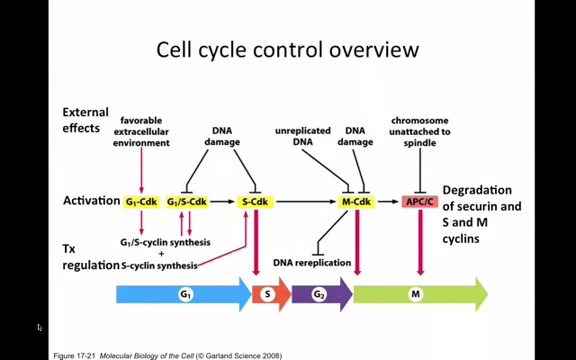 Cell cycle control overview
External
effects
favorable
extracellular
environment
DNA
damage
unreplicated
DNA
DNA
damage
chromosome
unattached to
spindle
Activation
G1-Cdk
G1/S-Cdk
S-Cdk
M-Cdk
APC/C
Degradation
of securin and
S and M
cyclins
Tx
regulation
G1/S-cyclin synthesis
+
S-cyclin synthesis
DNA rereplication
G1
S
G2
M
Figure 17-21 Molecular Biology of the Cell (© Garland Science 2008)